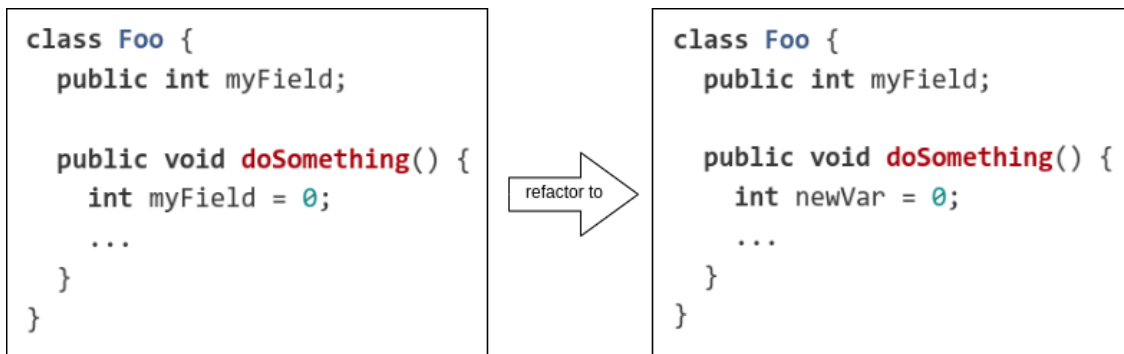 class Foo {
public int myField;
public void doSomething() {
int myField = 0;
...
}
}
refactor to
class Foo {
public int myField;
public void doSomething() {
int newVar = 0;
...
}
}